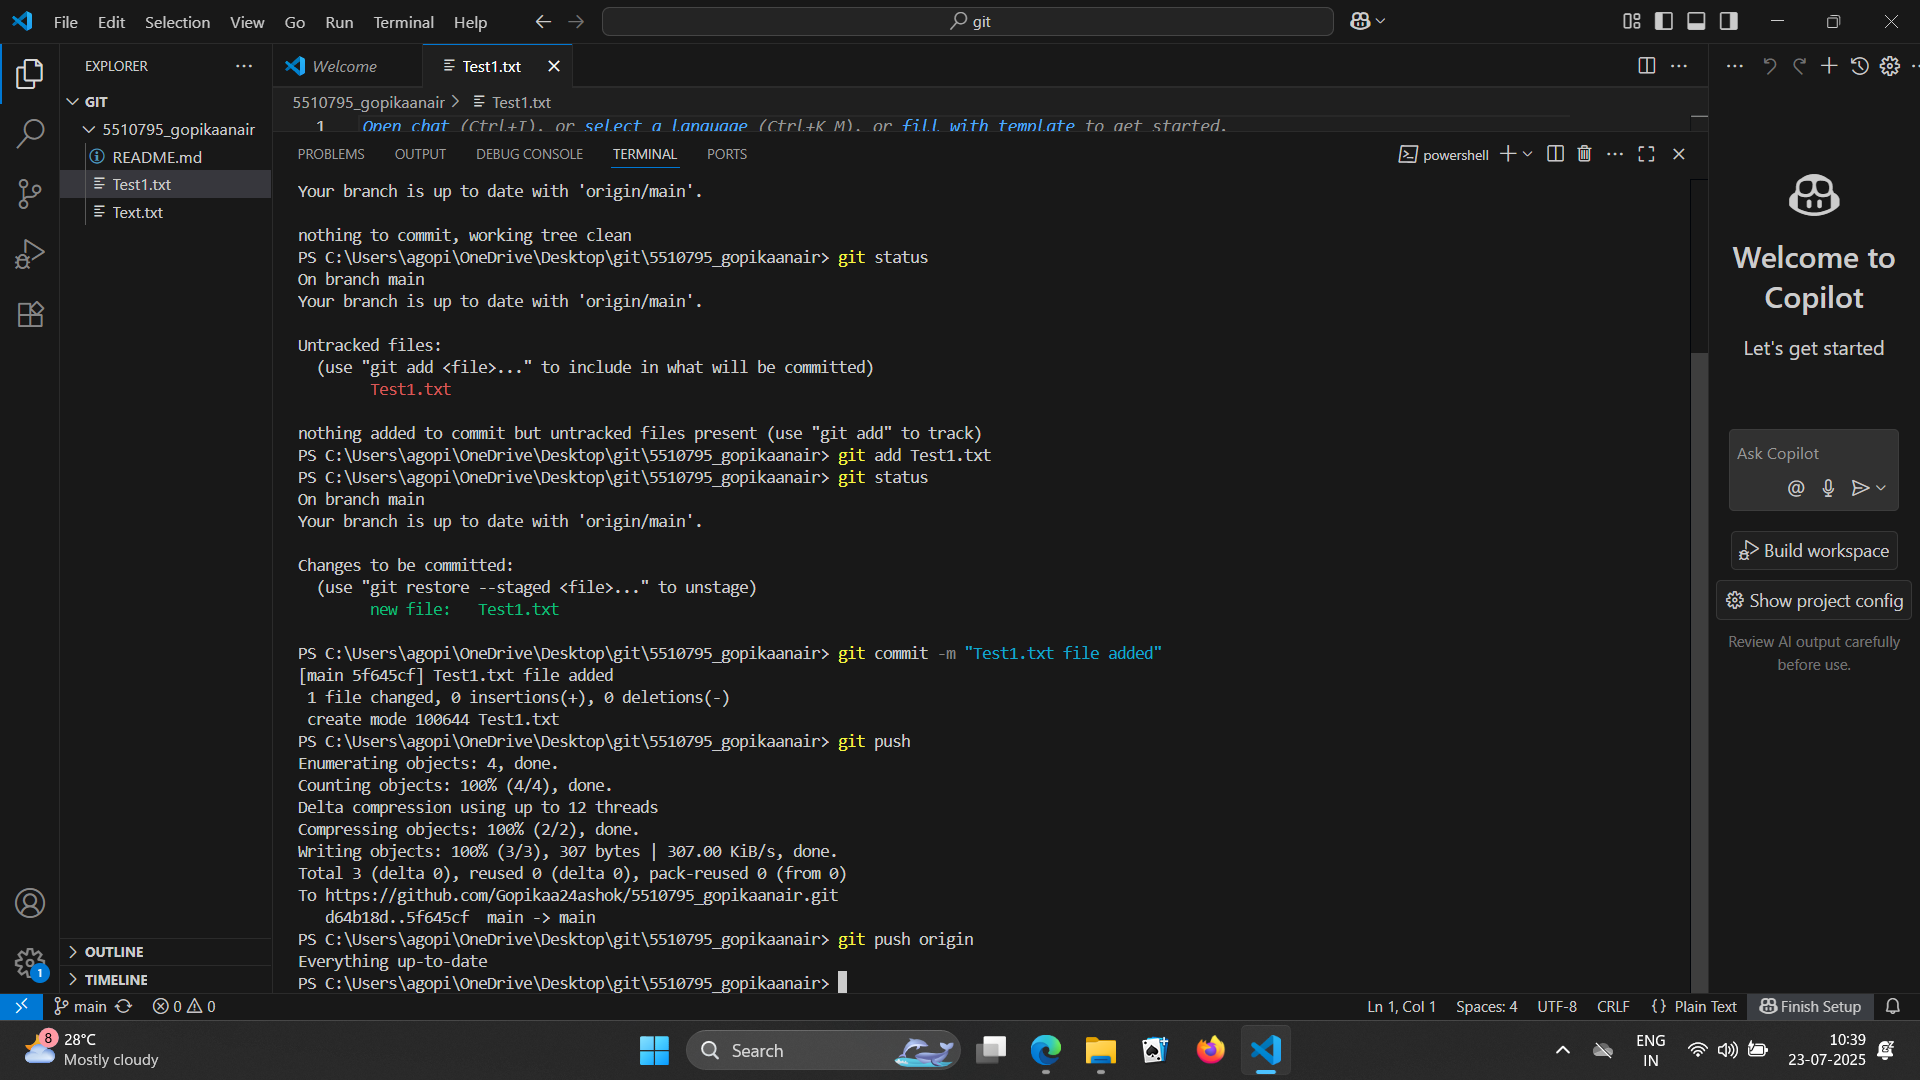 File Edit Selection View Go Run Terminal Help
git
EXPLORER
GIT
5510795_gopikaanair
README.md
Test1.txt
Text.txt
OUTLINE
TIMELINE
Welcome
Test1.txt
5510795_gopikaanair > Test1.txt
1 Open chat (Ctrl+I), or select a language (Ctrl+K M), or fill with template to get started.
PROBLEMS OUTPUT DEBUG CONSOLE TERMINAL PORTS
powershell
Your branch is up to date with 'origin/main'.
nothing to commit, working tree clean
PS C:\Users\agopi\OneDrive\Desktop\git\5510795_gopikaanair> git status
On branch main
Your branch is up to date with 'origin/main'.
Untracked files:
(use "git add <file>..." to include in what will be committed)
Test1.txt
nothing added to commit but untracked files present (use "git add" to track)
PS C:\Users\agopi\OneDrive\Desktop\git\5510795_gopikaanair> git add Test1.txt
PS C:\Users\agopi\OneDrive\Desktop\git\5510795_gopikaanair> git status
On branch main
Your branch is up to date with 'origin/main'.
Changes to be committed:
(use "git restore --staged <file>..." to unstage)
new file:   Test1.txt
PS C:\Users\agopi\OneDrive\Desktop\git\5510795_gopikaanair> git commit -m "Test1.txt file added"
[main 5f645cf] Test1.txt file added
1 file changed, 0 insertions(+), 0 deletions(-)
create mode 100644 Test1.txt
PS C:\Users\agopi\OneDrive\Desktop\git\5510795_gopikaanair> git push
Enumerating objects: 4, done.
Counting objects: 100% (4/4), done.
Delta compression using up to 12 threads
Compressing objects: 100% (2/2), done.
Writing objects: 100% (3/3), 307 bytes | 307.00 KiB/s, done.
Total 3 (delta 0), reused 0 (delta 0), pack-reused 0 (from 0)
To https://github.com/Gopikaa24ashok/5510795_gopikaanair.git
d64b18d..5f645cf  main -> main
PS C:\Users\agopi\OneDrive\Desktop\git\5510795_gopikaanair> git push origin
Everything up-to-date
PS C:\Users\agopi\OneDrive\Desktop\git\5510795_gopikaanair>
Welcome to
Copilot
Let's get started
Ask Copilot
Build workspace
Show project config
Review AI output carefully
before use.
1
main 0 0
Ln 1, Col 1 Spaces: 4 UTF-8 CRLF {} Plain Text Finish Setup
8
28°C
Mostly cloudy
Search
ENG
IN
10:39
23-07-2025